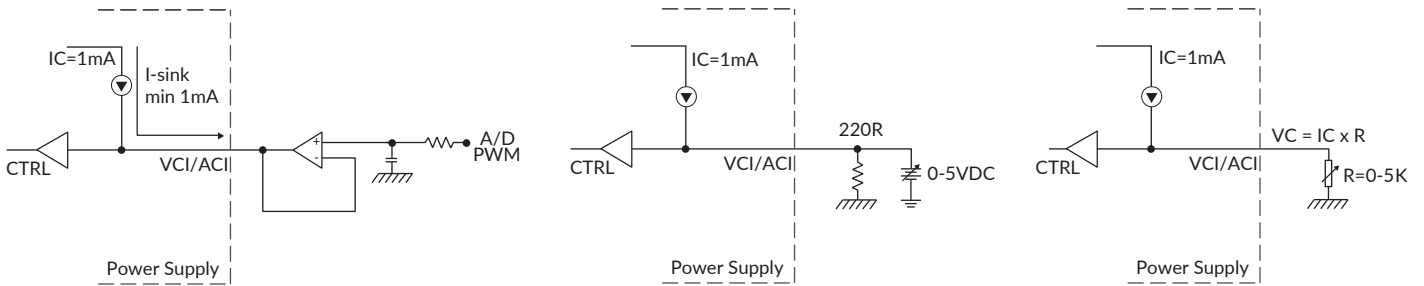 IC=1mA
I-sink
min 1mA
CTRL
VCI/ACI
+
-
A/D
PWM
Power Supply
IC=1mA
220R
CTRL
VCI/ACI
0-5VDC
Power Supply
IC=1mA
VC = IC x R
CTRL
VCI/ACI
R=0-5K
Power Supply